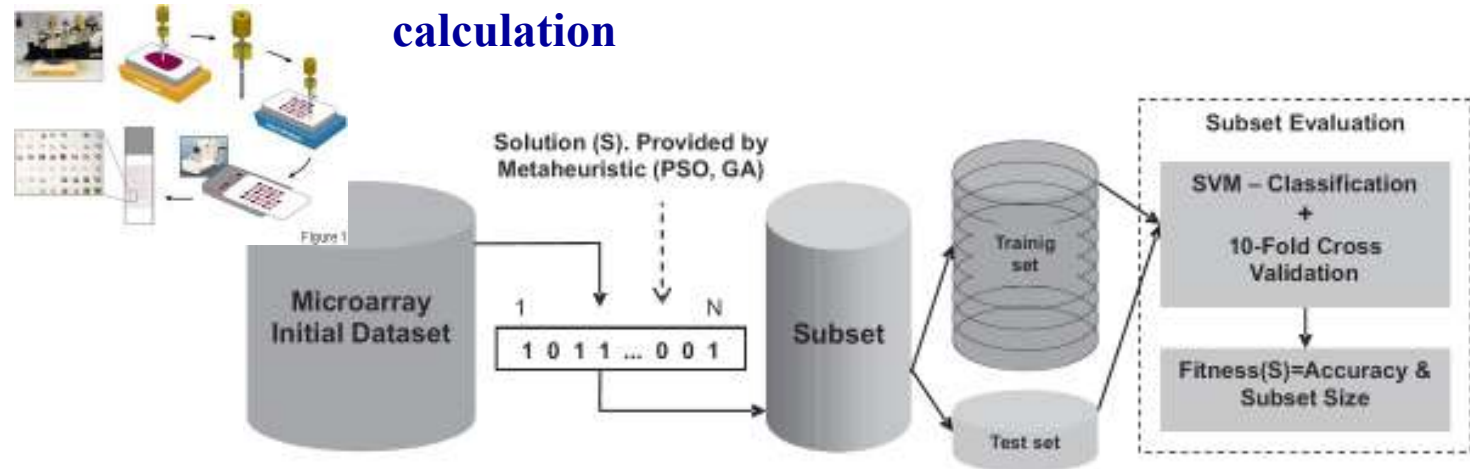 calculation
Figure 1
Solution (S). Provided by
Metaheuristic (PSO, GA)
Microarray
Initial Dataset
1 N
1 0 1 1 ... 0 0 1
Subset
Trainig
set
Test set
Subset Evaluation
SVM – Classification
+
10-Fold Cross
Validation
Fitness(S)=Accuracy &
Subset Size